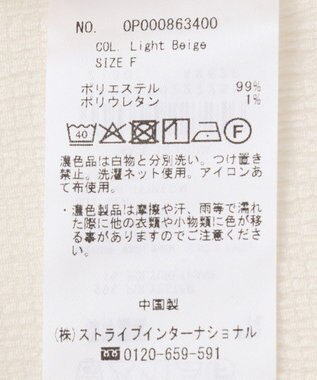 NO. 0P000863400
COL. Light Beige
SIZE F
ポリエステル 99%
ポリウレタン 1%
40 F
濃色品は白物と分別洗い。つけ置き
禁止。洗濯ネット使用。アイロンあ
て布使用。
・濃色製品は摩擦や汗、雨等で濡れ
た際に他の衣類や小物類に色が移
る事がありますのでご注意くださ
い。
中国製
(株)ストライプインターナショナル
0120-659-591